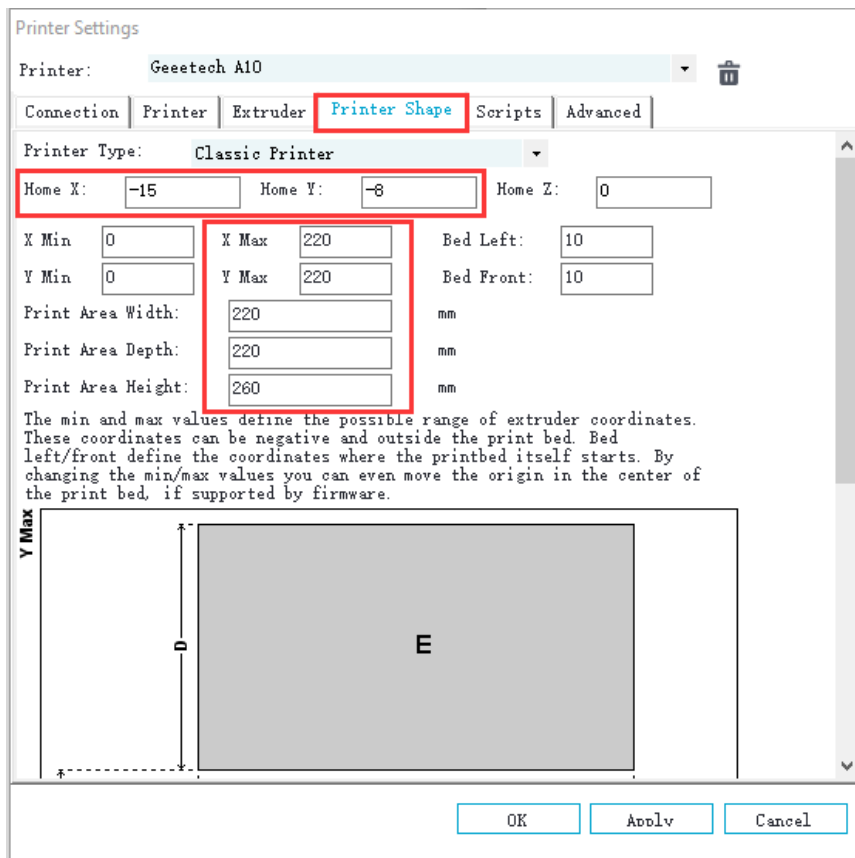 Printer Settings
Printer: Geeetech A10
Connection Printer Extruder Printer Shape Scripts Advanced
Printer Type: Classic Printer
Home X: -15 Home Y: -8 Home Z: 0
X Min 0 X Max 220 Bed Left: 10
Y Min 0 Y Max 220 Bed Front: 10
Print Area Width: 220 mm
Print Area Depth: 220 mm
Print Area Height: 260 mm
The min and max values define the possible range of extruder coordinates.
These coordinates can be negative and outside the print bed. Bed
left/front define the coordinates where the printbed itself starts. By
changing the min/max values you can even move the origin in the center of
the print bed, if supported by firmware.
Y Max
D
E
OK Apply Cancel